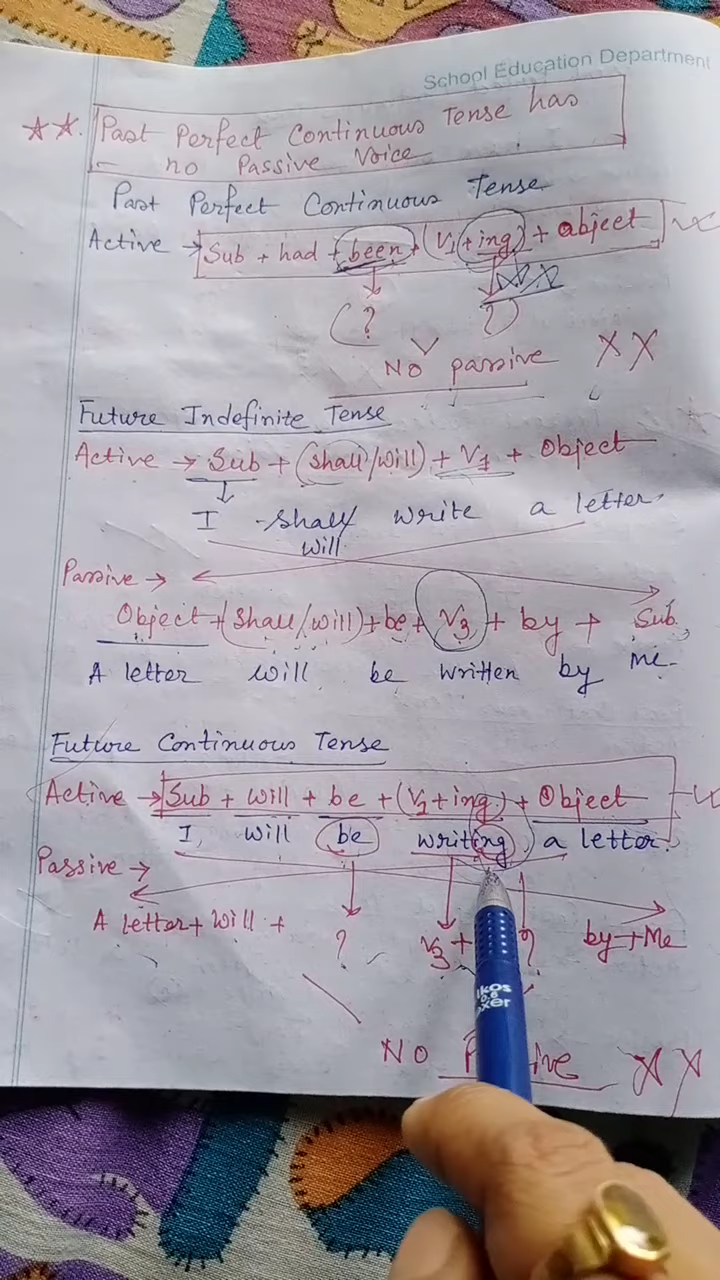 School Education Department
☆☆. Past Perfect Continuous Tense has
no Passive Voice
Past Perfect Continuous Tense
Active → Sub + had + been + (V1 + ing) + object
? ?
No passive XX
Future Indefinite Tense
Active → Sub + (shall/will) + V1 + Object
I shall write a letter.
will
Passive →
Object + (shall/will) + be + V3 + by + Sub
A letter will be written by me.
Future Continuous Tense
Active → Sub + will + be + (V1 + ing) + Object
I will be writing a letter.
Passive →
A letter + will + ? V3 + ? by + Me
No XX